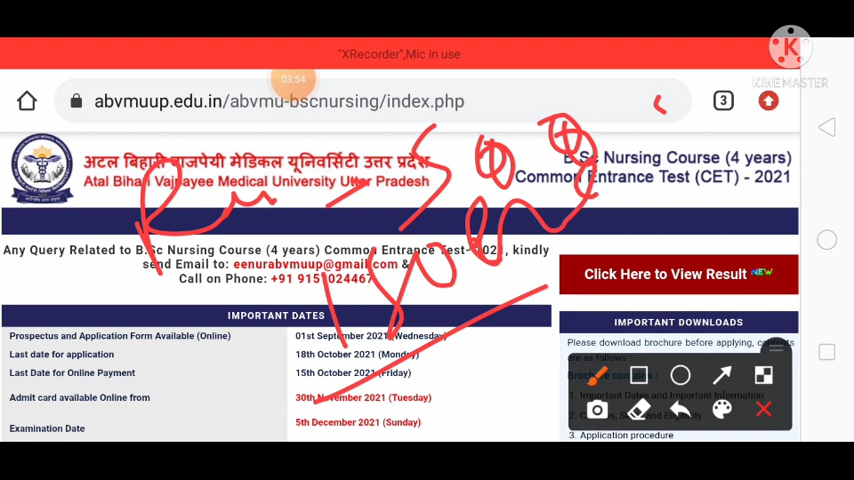 "XRecorder",Mic in use
K
KINEMASTER
03:54
abvmuup.edu.in/abvmu-bscnursing/index.php
3
अटल बिहारी वाजपेयी मेडिकल यूनिवर्सिटी उत्तर प्रदेश
Atal Bihari Vajpayee Medical University Uttar Pradesh
B.Sc Nursing Course (4 years)
Common Entrance Test (CET) - 2021
Any Query Related to B.Sc Nursing Course (4 years) Common Entrance Test- 2021, kindly
send Email to: eenurabvmuup@gmail.com &
Call on Phone: +91 9151024467
Click Here to View Result NEW
IMPORTANT DATES
Prospectus and Application Form Available (Online) 01st September 2021 (Wednesday)
Last date for application 18th October 2021 (Monday)
Last Date for Online Payment 15th October 2021 (Friday)
Admit card available Online from 30th November 2021 (Tuesday)
Examination Date 5th December 2021 (Sunday)
IMPORTANT DOWNLOADS
Please download brochure before applying, contents
are as follows
Brochure contains :
1. Important Dates and Important Information
2. and Eligibility
3. Application procedure